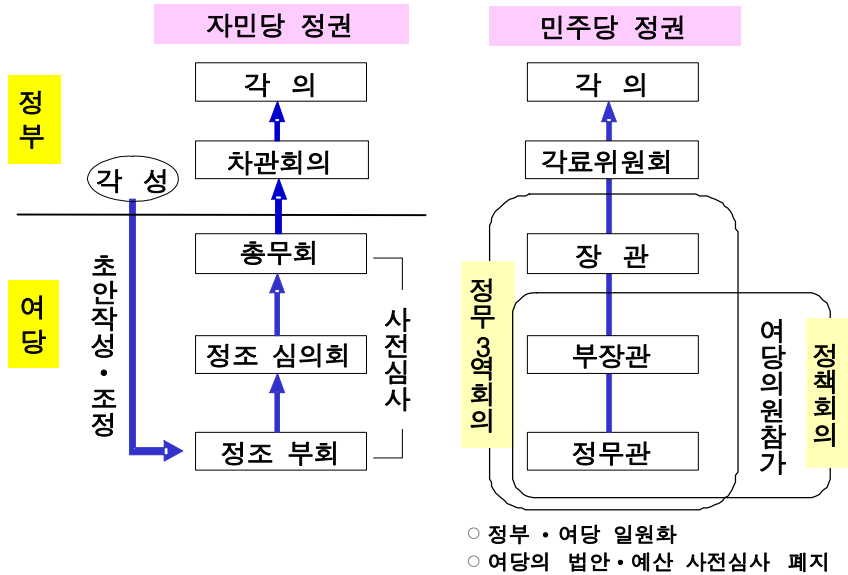 자민당 정권
민주당 정권
정부
각 의
차관회의
각 성
여당
초안작성·조정
총무회
정조 심의회
정조 부회
사전심사
각 의
각료위원회
장 관
부장관
정무관
정무3역회의
여당의원참가
정책회의
○ 정부 · 여당 일원화
○ 여당의 법안·예산 사전심사 폐지